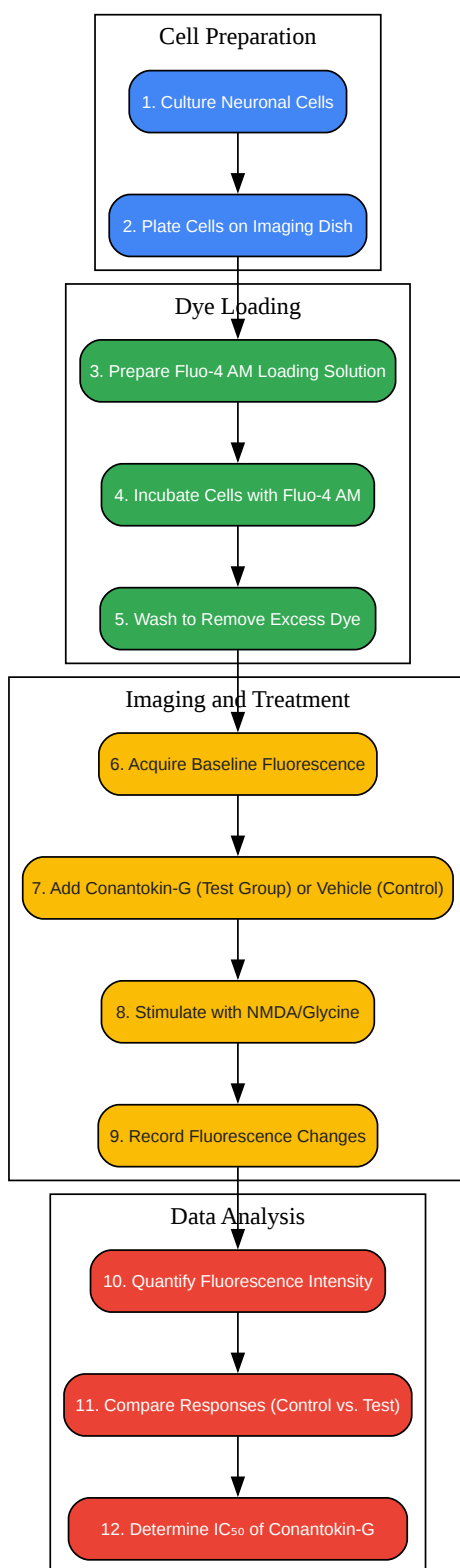 Cell Preparation
1. Culture Neuronal Cells
2. Plate Cells on Imaging Dish
Dye Loading
3. Prepare Fluo-4 AM Loading Solution
4. Incubate Cells with Fluo-4 AM
5. Wash to Remove Excess Dye
Imaging and Treatment
6. Acquire Baseline Fluorescence
7. Add Conantokin-G (Test Group) or Vehicle (Control)
8. Stimulate with NMDA/Glycine
9. Record Fluorescence Changes
Data Analysis
10. Quantify Fluorescence Intensity
11. Compare Responses (Control vs. Test)
12. Determine IC₅₀ of Conantokin-G